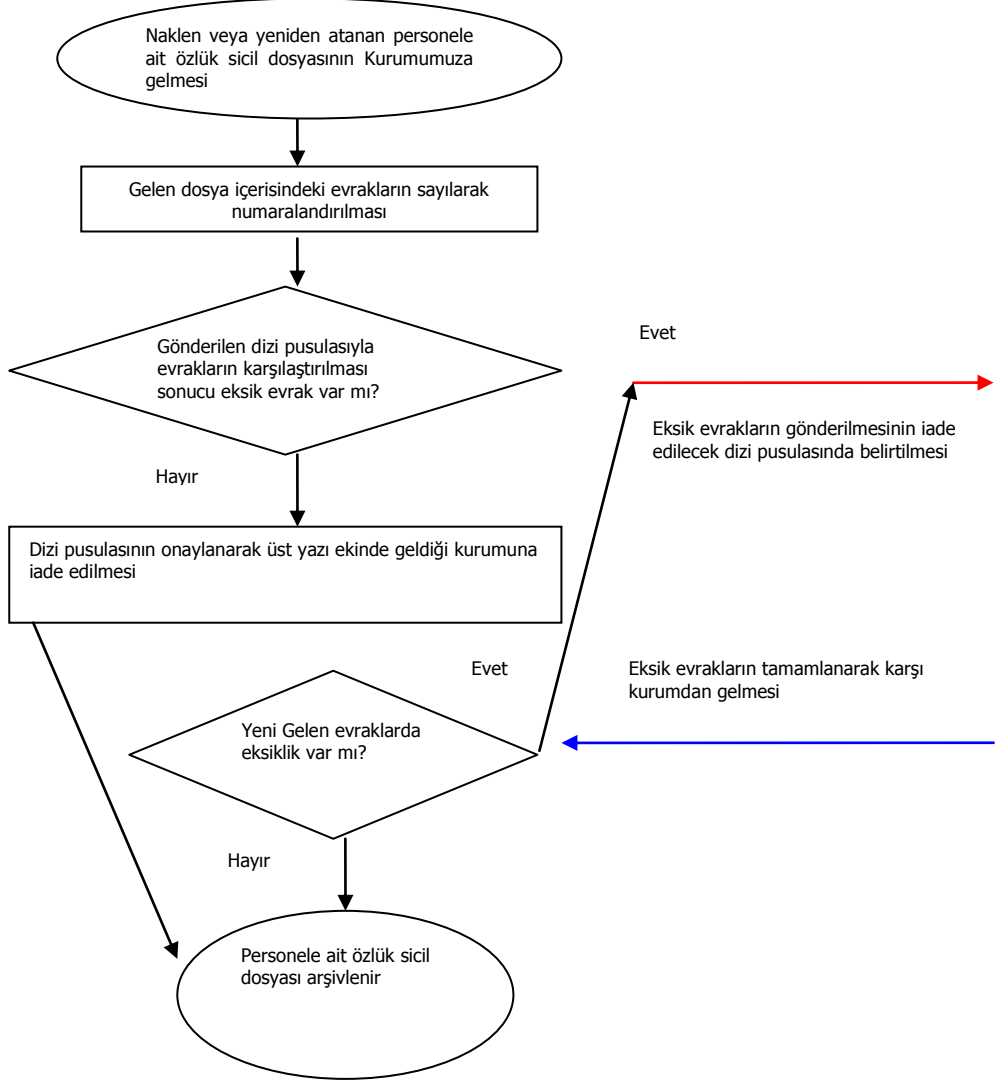 Naklen veya yeniden atanan personele
ait özlük sicil dosyasının Kurumumuza
gelmesi
Gelen dosya içerisindeki evrakların sayılarak
numaralandırılması
Evet
Gönderilen dizi pusulasıyla
evrakların karşılaştırılması
sonucu eksik evrak var mı?
Eksik evrakların gönderilmesinin iade
edilecek dizi pusulasında belirtilmesi
Hayır
Dizi pusulasının onaylanarak üst yazı ekinde geldiği kurumuna
iade edilmesi
Evet
Eksik evrakların tamamlanarak karşı
kurumdan gelmesi
Yeni Gelen evraklarda
eksiklik var mı?
Hayır
Personele ait özlük sicil
dosyası arşivlenir